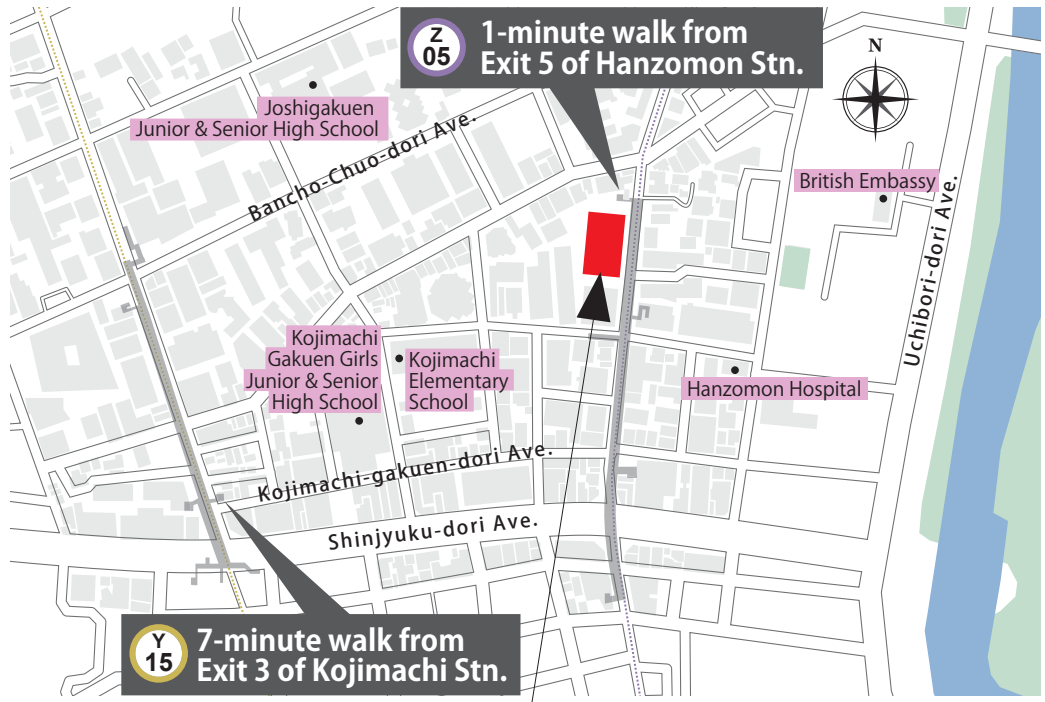 Z
05
1-minute walk from
Exit 5 of Hanzomon Stn.
N
Joshigakuen
Junior & Senior High School
Bancho-Chuo-dori Ave.
British Embassy
Uchibori-dori Ave.
Kojimachi
Gakuen Girls
Junior & Senior
High School
Kojimachi
Elementary
School
Hanzomon Hospital
Kojimachi-gakuen-dori Ave.
Shinjyuku-dori Ave.
Y
15
7-minute walk from
Exit 3 of Kojimachi Stn.